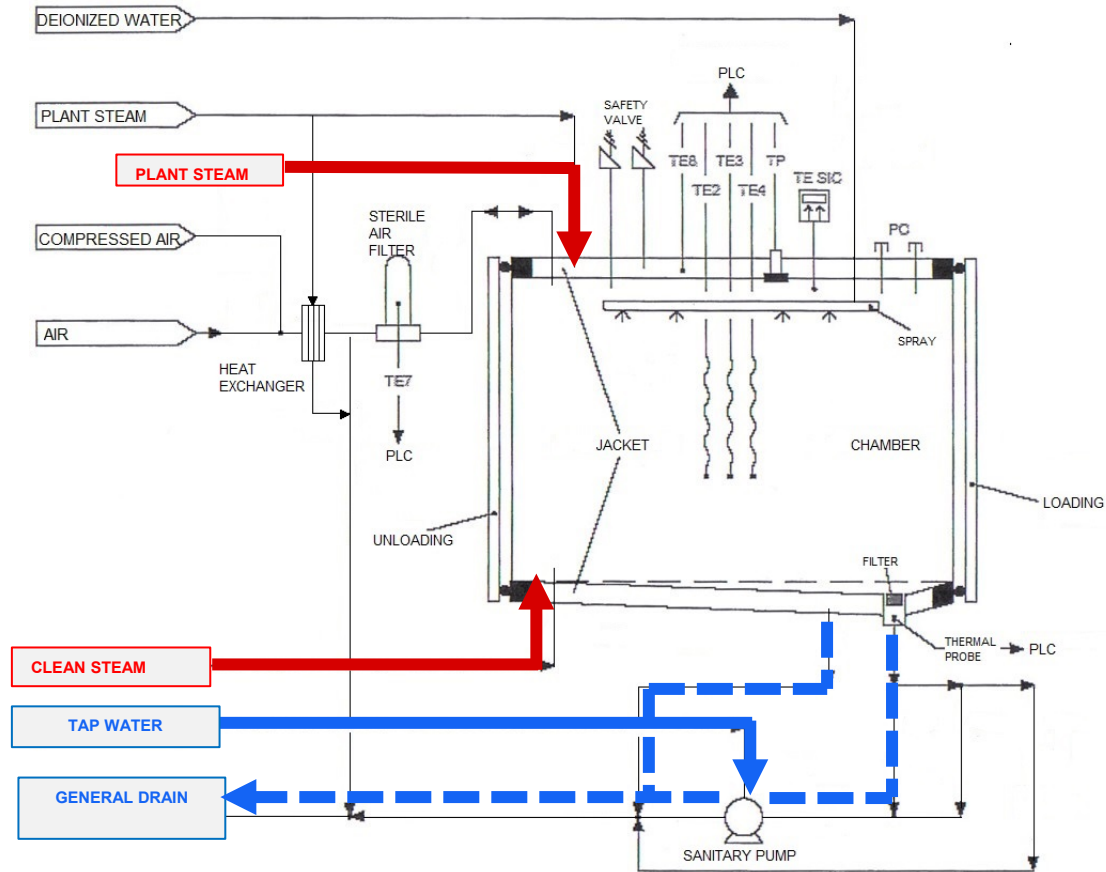 DEIONIZED WATER
PLANT STEAM
PLANT STEAM
COMPRESSED AIR
AIR
HEAT
EXCHANGER
STERILE
AIR
FILTER
TE7
PLC
PLC
SAFETY
VALVE
TE8
TE3
TP
TE2
TE4
TE SIC
PC
SPRAY
JACKET
CHAMBER
UNLOADING
LOADING
FILTER
THERMAL
PROBE
PLC
CLEAN STEAM
TAP WATER
GENERAL DRAIN
SANITARY PUMP